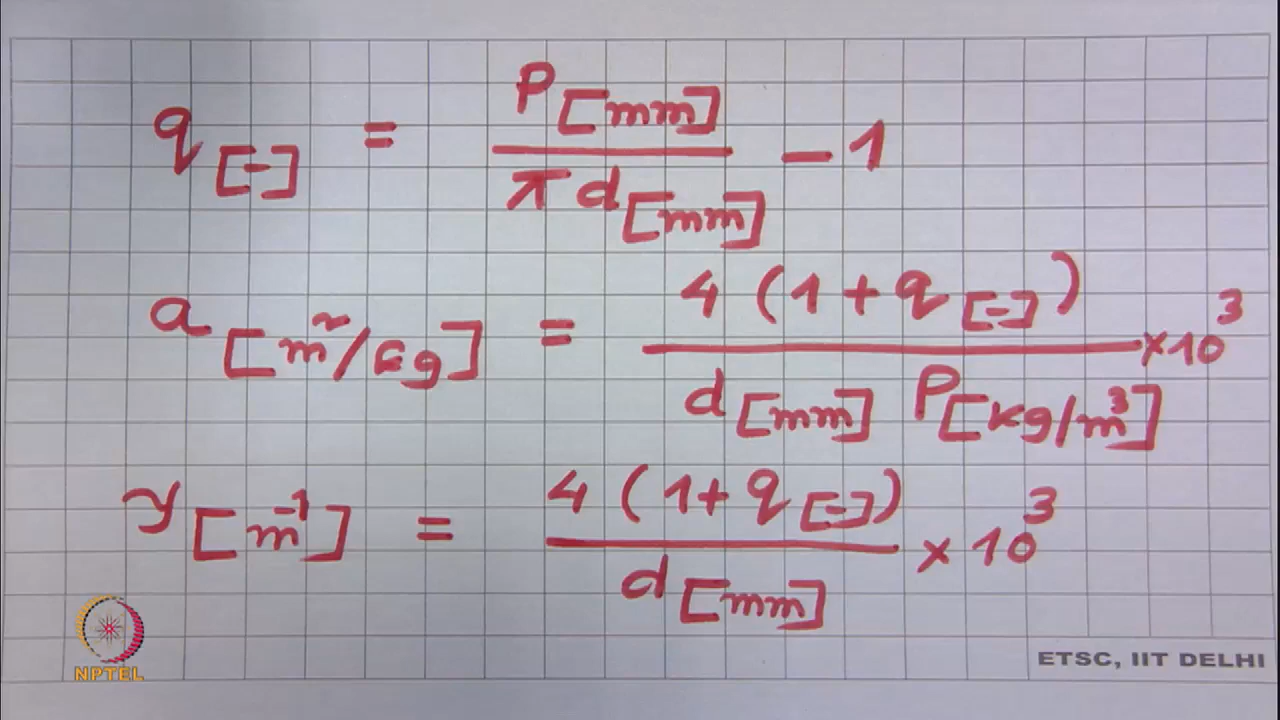 q[-] = P[mm] / π d[mm] - 1
a[m²/kg] = 4 (1 + q[-]) / d[mm] ρ[kg/m³] × 10³
γ[m⁻¹] = 4 (1 + q[-]) / d[mm] × 10³
NPTEL
ETSC, IIT DELHI